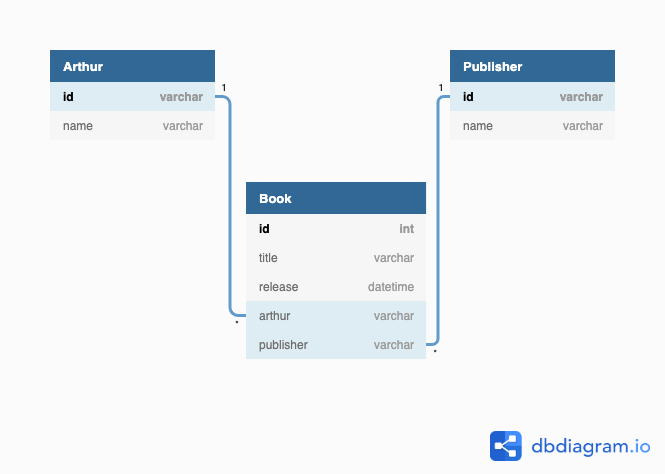 Arthur
id varchar
name varchar
Publisher
id varchar
name varchar
1
1
Book
id int
title varchar
release datetime
arthur varchar
publisher varchar
*
*
dbdiagram.io